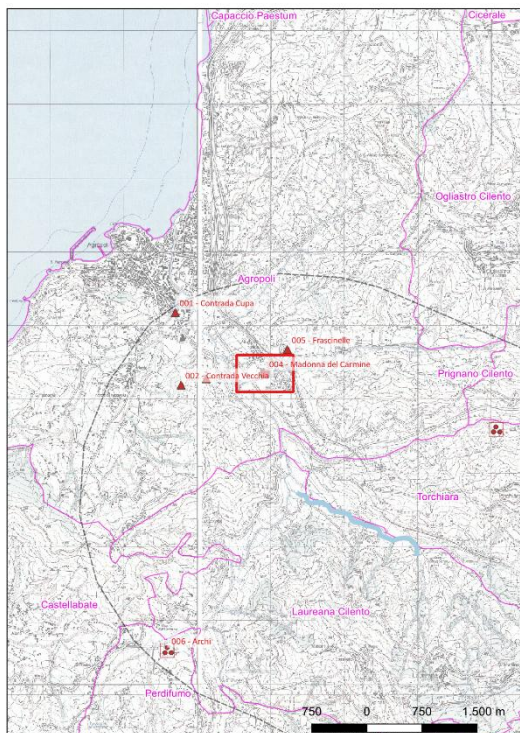 Capaccio Paestum
Cicerale
Ogliastro Cilento
Agropoli
001 - Contrada Cupa
005 - Frascinelle
004 - Madonna del Carmine
002 - Contrada Vecchia
Prignano Cilento
Torchiara
Castellabate
Laureana Cilento
006 - Archi
Perdifumo
750 0 750 1.500 m